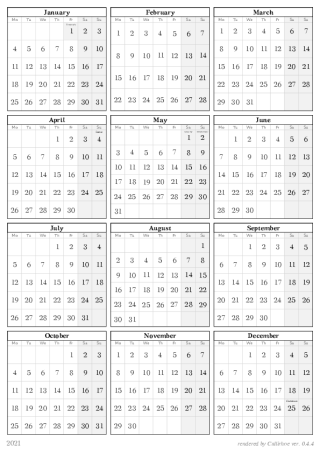 January
Mo Tu We Th Fr Sa Su
1 2 3
4 5 6 7 8 9 10
11 12 13 14 15 16 17
18 19 20 21 22 23 24
25 26 27 28 29 30 31
February
Mo Tu We Th Fr Sa Su
1 2 3 4 5 6 7
8 9 10 11 12 13 14
15 16 17 18 19 20 21
22 23 24 25 26 27 28
March
Mo Tu We Th Fr Sa Su
1 2 3 4 5 6 7
8 9 10 11 12 13 14
15 16 17 18 19 20 21
22 23 24 25 26 27 28
29 30 31
April
Mo Tu We Th Fr Sa Su
1 2 3 4
5 6 7 8 9 10 11
12 13 14 15 16 17 18
19 20 21 22 23 24 25
26 27 28 29 30
May
Mo Tu We Th Fr Sa Su
1 2
3 4 5 6 7 8 9
10 11 12 13 14 15 16
17 18 19 20 21 22 23
24 25 26 27 28 29 30
31
June
Mo Tu We Th Fr Sa Su
1 2 3 4 5 6
7 8 9 10 11 12 13
14 15 16 17 18 19 20
21 22 23 24 25 26 27
28 29 30
July
Mo Tu We Th Fr Sa Su
1 2 3 4
5 6 7 8 9 10 11
12 13 14 15 16 17 18
19 20 21 22 23 24 25
26 27 28 29 30 31
August
Mo Tu We Th Fr Sa Su
1
2 3 4 5 6 7 8
9 10 11 12 13 14 15
16 17 18 19 20 21 22
23 24 25 26 27 28 29
30 31
September
Mo Tu We Th Fr Sa Su
1 2 3 4 5
6 7 8 9 10 11 12
13 14 15 16 17 18 19
20 21 22 23 24 25 26
27 28 29 30
October
Mo Tu We Th Fr Sa Su
1 2 3
4 5 6 7 8 9 10
11 12 13 14 15 16 17
18 19 20 21 22 23 24
25 26 27 28 29 30 31
November
Mo Tu We Th Fr Sa Su
1 2 3 4 5 6 7
8 9 10 11 12 13 14
15 16 17 18 19 20 21
22 23 24 25 26 27 28
29 30
December
Mo Tu We Th Fr Sa Su
1 2 3 4 5
6 7 8 9 10 11 12
13 14 15 16 17 18 19
20 21 22 23 24 25 26
27 28 29 30 31
2021